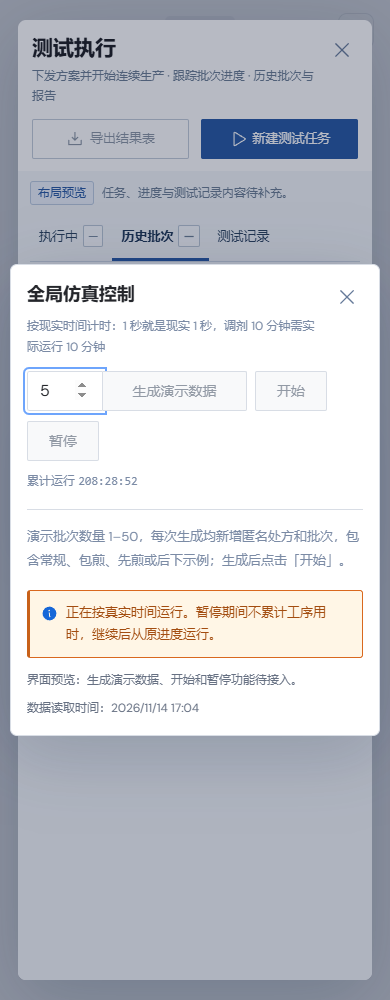 测试执行
下发方案并开始连续生产 · 跟踪批次进度 · 历史批次与
报告
导出结果表
新建测试任务
布局预览 任务、进度与测试记录内容待补充。
执行中 — 历史批次 — 测试记录
全局仿真控制
按现实时间计时：1 秒就是现实 1 秒，调剂 10 分钟需实
际运行 10 分钟
5 生成演示数据 开始
暂停
累计运行 208:28:52
演示批次数量 1–50，每次生成均新增匿名处方和批次，包
含常规、包煎、先煎或后下示例；生成后点击「开始」。
正在按真实时间运行。暂停期间不累计工序用
时，继续后从原进度运行。
界面预览：生成演示数据、开始和暂停功能待接入。
数据读取时间：2026/11/14 17:04